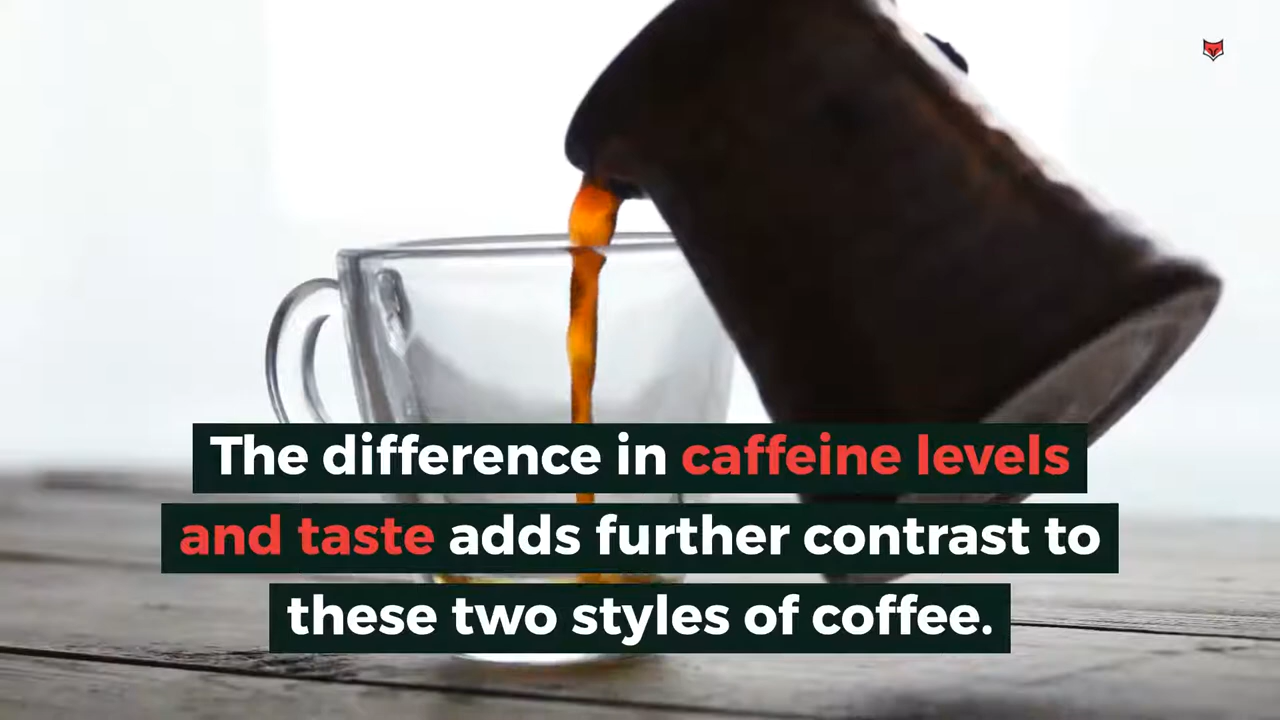 The difference in caffeine levels
and taste adds further contrast to
these two styles of coffee.